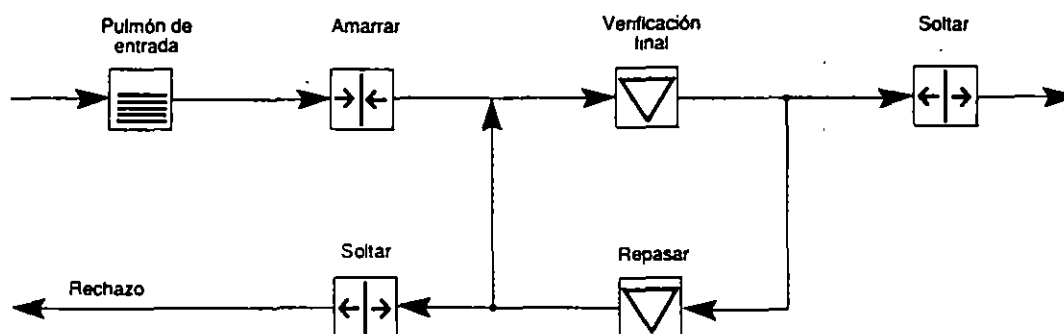 Pulmón de
entrada
Amarrar
Verificación
final
Soltar
Soltar
Repasar
Rechazo